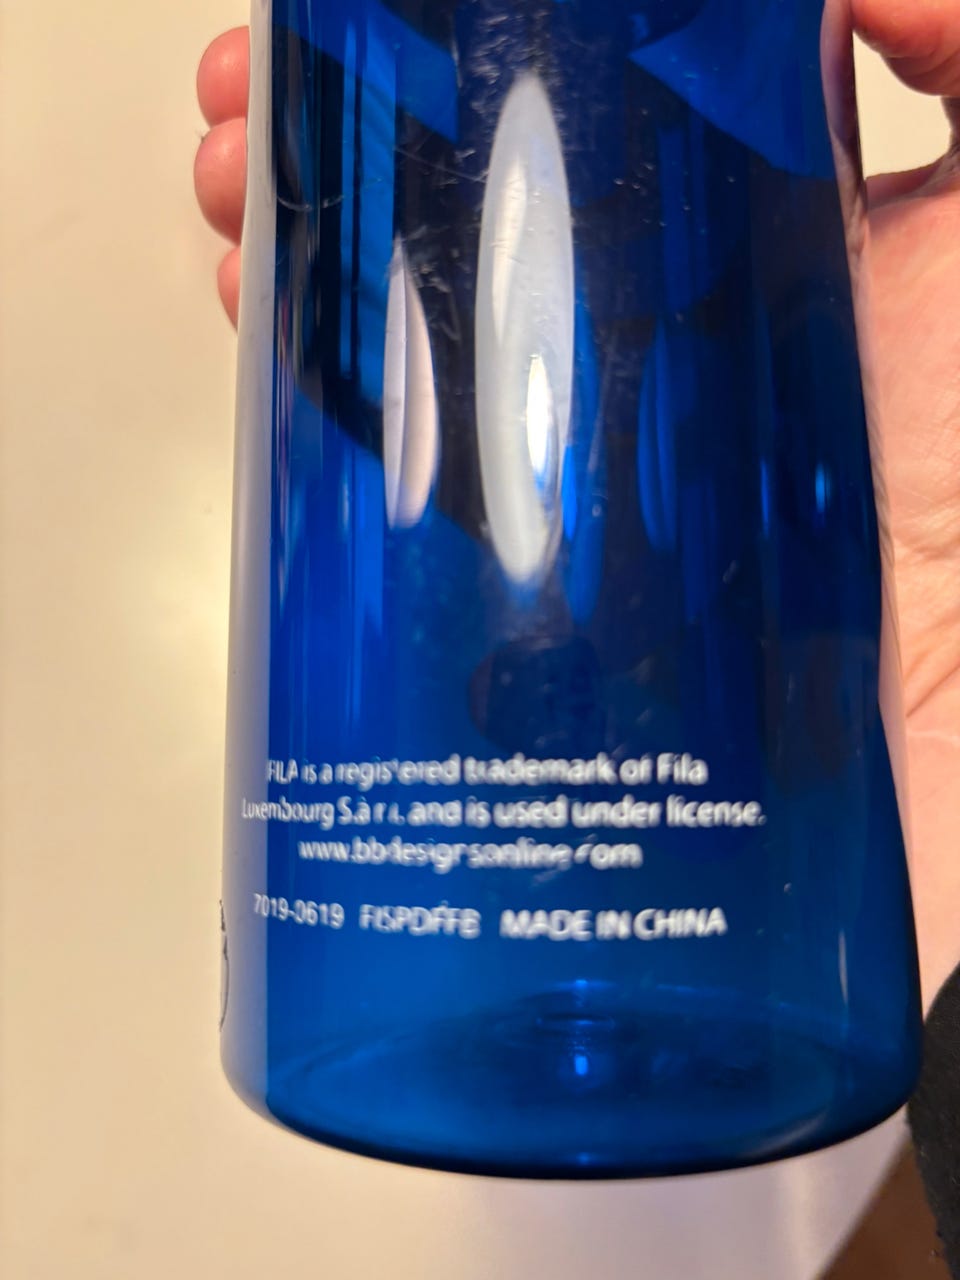 FILA is a registered trademark of Fila
Luxembourg S.à r.l. and is used under license.
www.bbdesignsonline.com
7019-0619 MADE IN CHINA